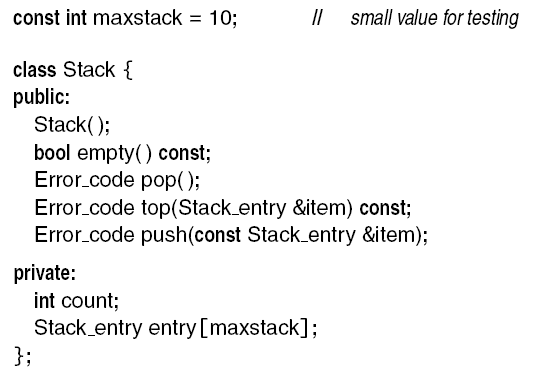 const int maxstack = 10; // small value for testing
class Stack {
public:
Stack( );
bool empty( ) const;
Error_code pop( );
Error_code top(Stack_entry &item) const;
Error_code push(const Stack_entry &item);
private:
int count;
Stack_entry entry[maxstack];
};